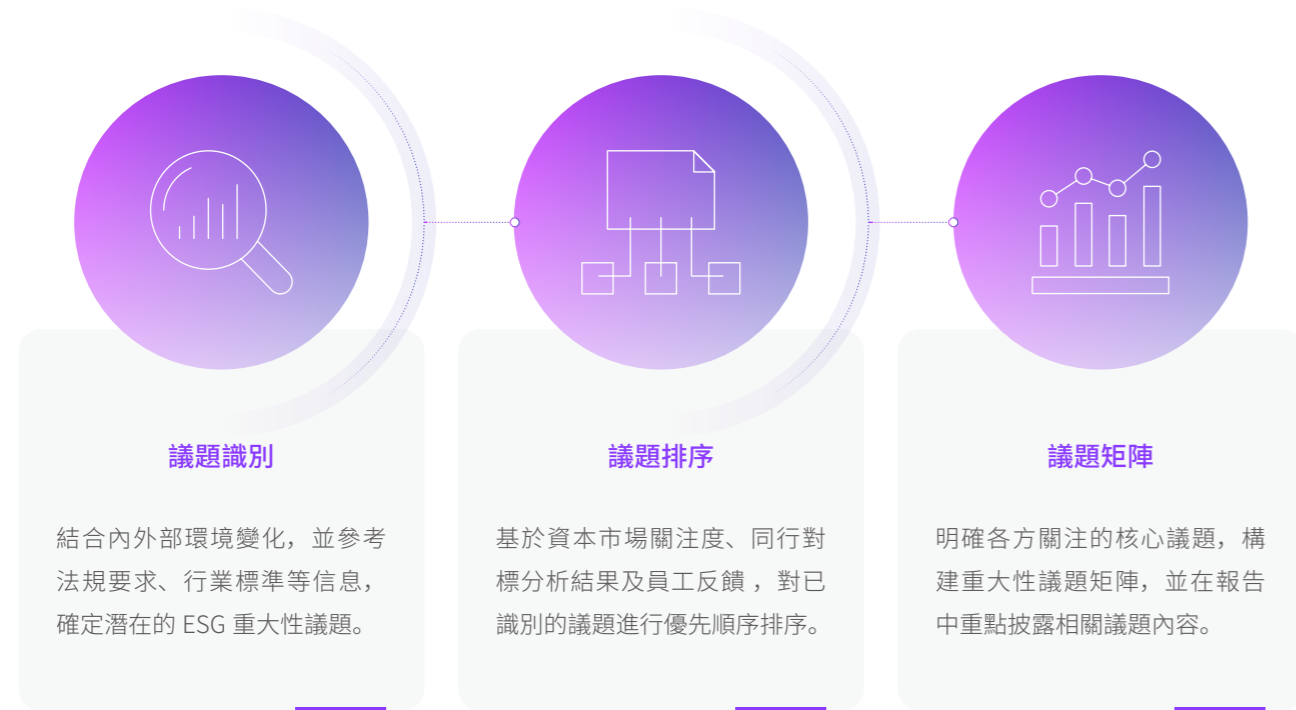 議題識別
結合內外部環境變化，並參考
法規要求、行業標準等信息，
確定潛在的 ESG 重大性議題。
議題排序
基於資本市場關注度、同行對
標分析結果及員工反饋 ，對已
識別的議題進行優先順序排序。
議題矩陣
明確各方關注的核心議題，構
建重大性議題矩陣，並在報告
中重點披露相關議題內容。